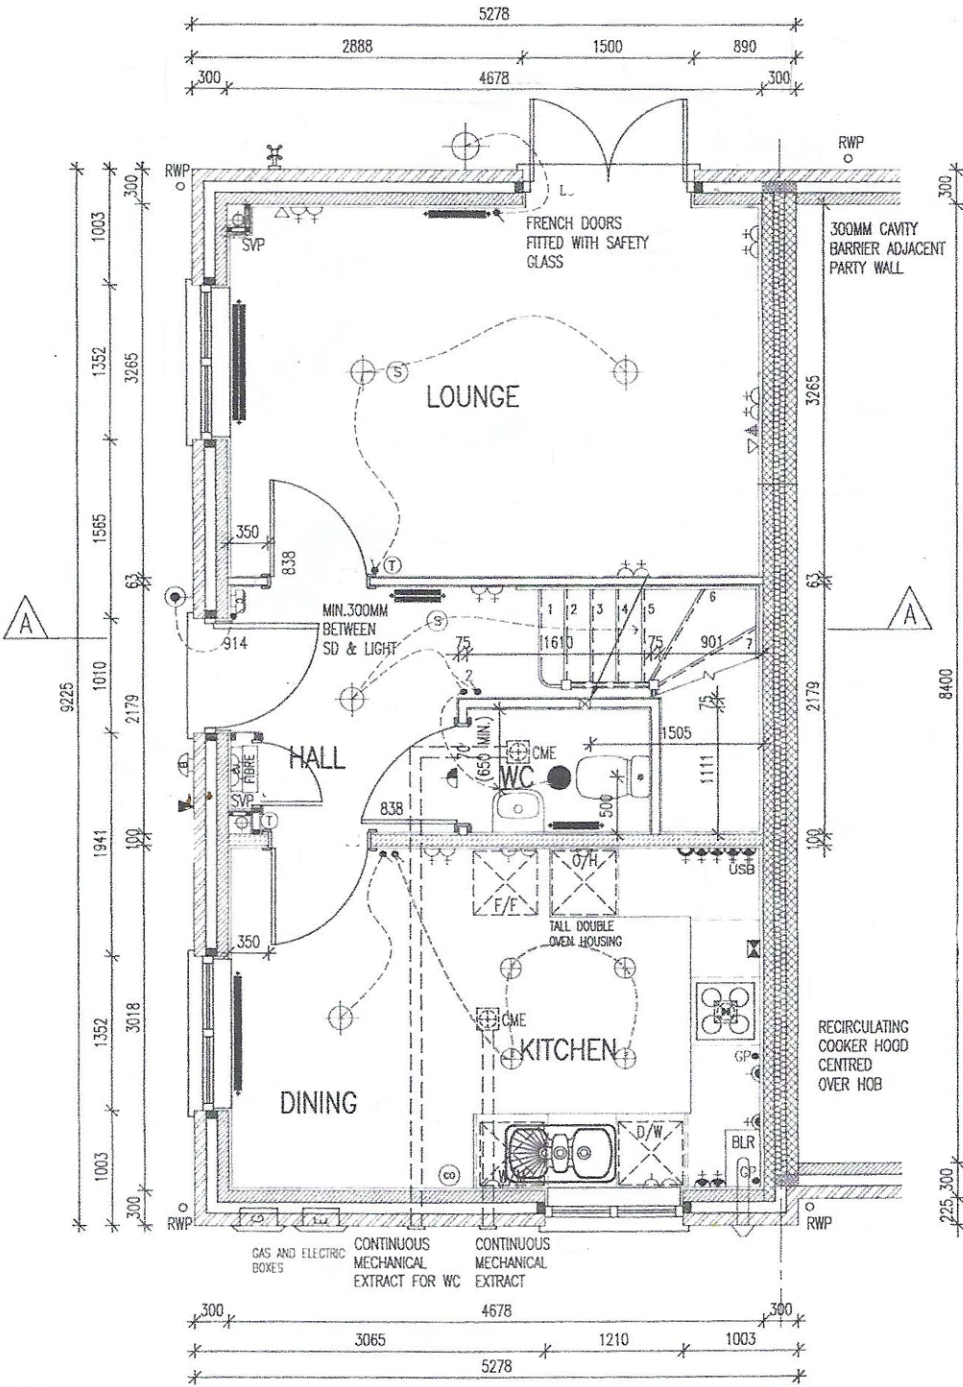 5278
2888 1500 890
300 4678 300
RWP
RWP
300
300
1003
SVP
FRENCH DOORS
FITTED WITH SAFETY
GLASS
300MM CAVITY
BARRIER ADJACENT
PARTY WALL
1352
3265
3265
S
LOUNGE
1565
350
838
T
63
63
A
A
MIN.300MM
BETWEEN
SD & LIGHT
S
1 2 3 4 5 6
7
914
75 1610 75 901
9225
1010
2179
2179
8400
2
75
1505
1111
HALL
FIBRE
(650 MIN.)
CME
WC
SVP
T
838
500
1941
100
100
F/F
O/H
USB
TALL DOUBLE
OVEN HOUSING
350
1352
3018
CME
KITCHEN
GP
RECIRCULATING
COOKER HOOD
CENTRED
OVER HOB
DINING
D/W
BLR
GP
1003
300
300
225
RWP
G
E
RWP
GAS AND ELECTRIC
BOXES
CONTINUOUS
MECHANICAL
EXTRACT FOR WC
CONTINUOUS
MECHANICAL
EXTRACT
300 4678 300
3065 1210 1003
5278